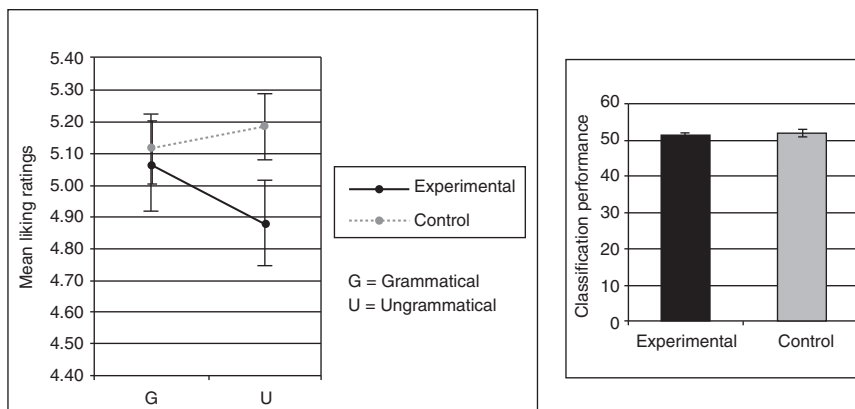 Mean liking ratings
5.40
5.30
5.20
5.10
5.00
4.90
4.80
4.70
4.60
4.50
4.40
G
U
Experimental
Control
G = Grammatical
U = Ungrammatical
Classification performance
60
50
40
30
20
10
0
Experimental
Control